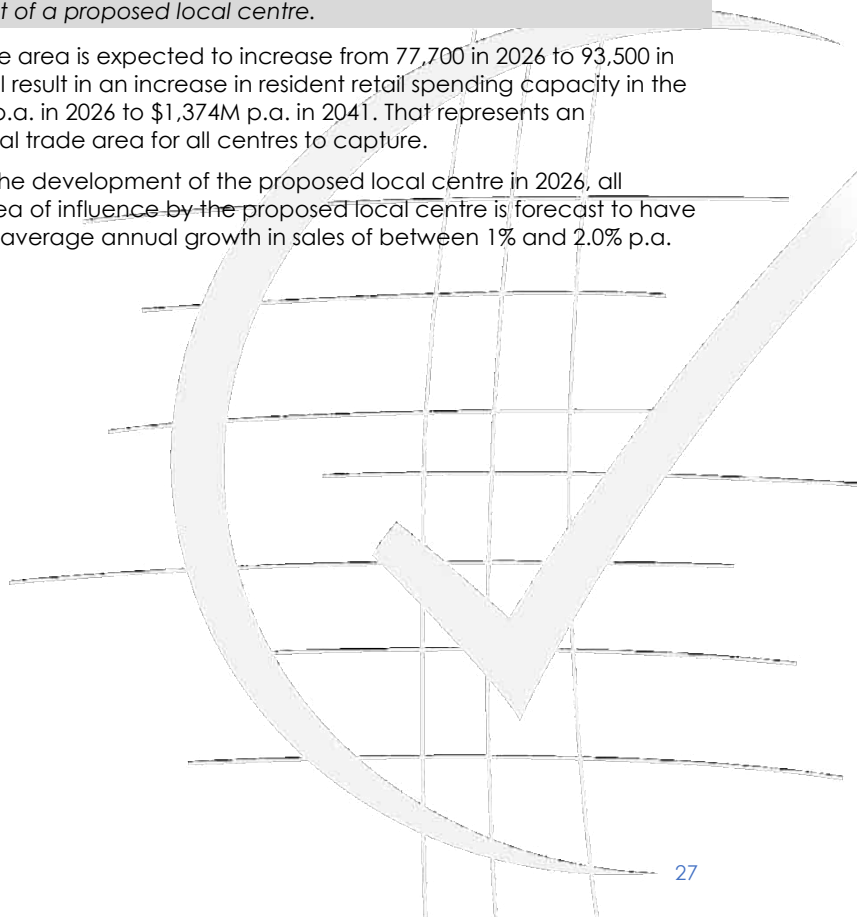 t of a proposed local centre.
e area is expected to increase from 77,700 in 2026 to 93,500 in
l result in an increase in resident retail spending capacity in the
p.a. in 2026 to $1,374M p.a. in 2041. That represents an
al trade area for all centres to capture.
he development of the proposed local centre in 2026, all
ea of influence by the proposed local centre is forecast to have
average annual growth in sales of between 1% and 2.0% p.a.
27